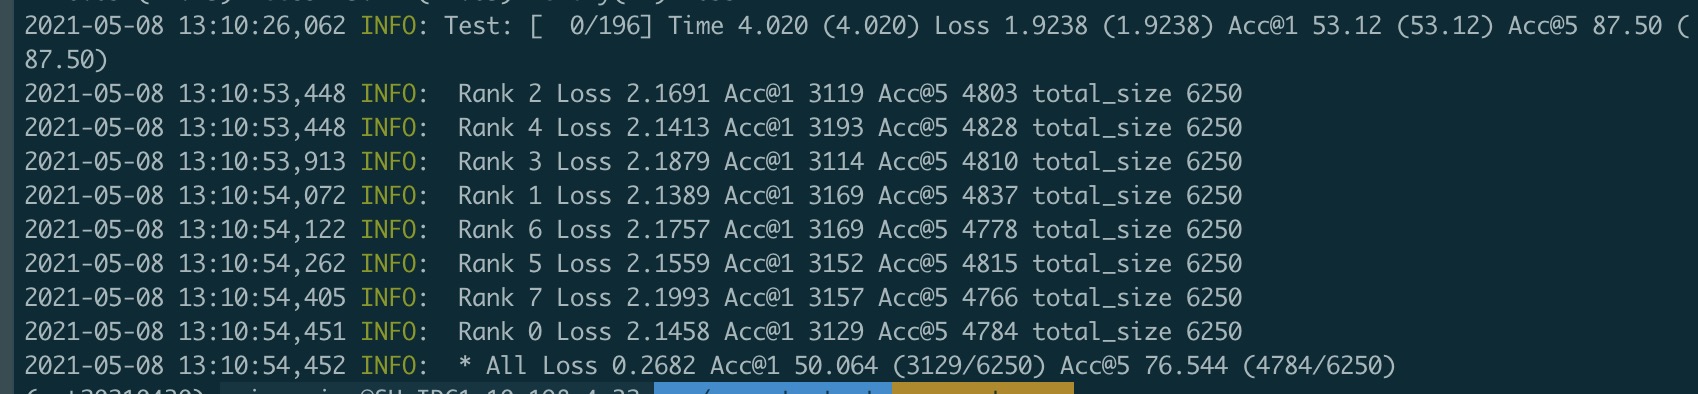 2021-05-08 13:10:26,062 INFO: Test: [  0/196] Time 4.020 (4.020) Loss 1.9238 (1.9238) Acc@1 53.12 (53.12) Acc@5 87.50 (
87.50)
2021-05-08 13:10:53,448 INFO:  Rank 2 Loss 2.1691 Acc@1 3119 Acc@5 4803 total_size 6250
2021-05-08 13:10:53,448 INFO:  Rank 4 Loss 2.1413 Acc@1 3193 Acc@5 4828 total_size 6250
2021-05-08 13:10:53,913 INFO:  Rank 3 Loss 2.1879 Acc@1 3114 Acc@5 4810 total_size 6250
2021-05-08 13:10:54,072 INFO:  Rank 1 Loss 2.1389 Acc@1 3169 Acc@5 4837 total_size 6250
2021-05-08 13:10:54,122 INFO:  Rank 6 Loss 2.1757 Acc@1 3169 Acc@5 4778 total_size 6250
2021-05-08 13:10:54,262 INFO:  Rank 5 Loss 2.1559 Acc@1 3152 Acc@5 4815 total_size 6250
2021-05-08 13:10:54,405 INFO:  Rank 7 Loss 2.1993 Acc@1 3157 Acc@5 4766 total_size 6250
2021-05-08 13:10:54,451 INFO:  Rank 0 Loss 2.1458 Acc@1 3129 Acc@5 4784 total_size 6250
2021-05-08 13:10:54,452 INFO:  * All Loss 0.2682 Acc@1 50.064 (3129/6250) Acc@5 76.544 (4784/6250)